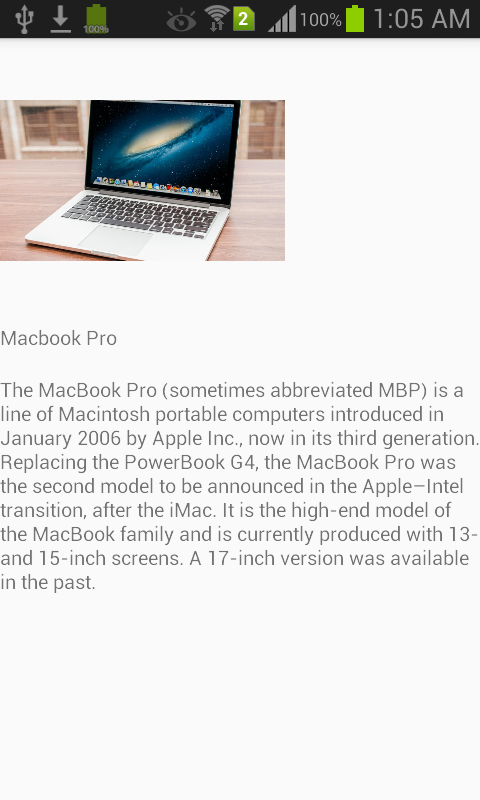 100%
2
100%
1:05 AM
Macbook Pro
The MacBook Pro (sometimes abbreviated MBP) is a
line of Macintosh portable computers introduced in
January 2006 by Apple Inc., now in its third generation.
Replacing the PowerBook G4, the MacBook Pro was
the second model to be announced in the Apple–Intel
transition, after the iMac. It is the high-end model of
the MacBook family and is currently produced with 13-
and 15-inch screens. A 17-inch version was available
in the past.